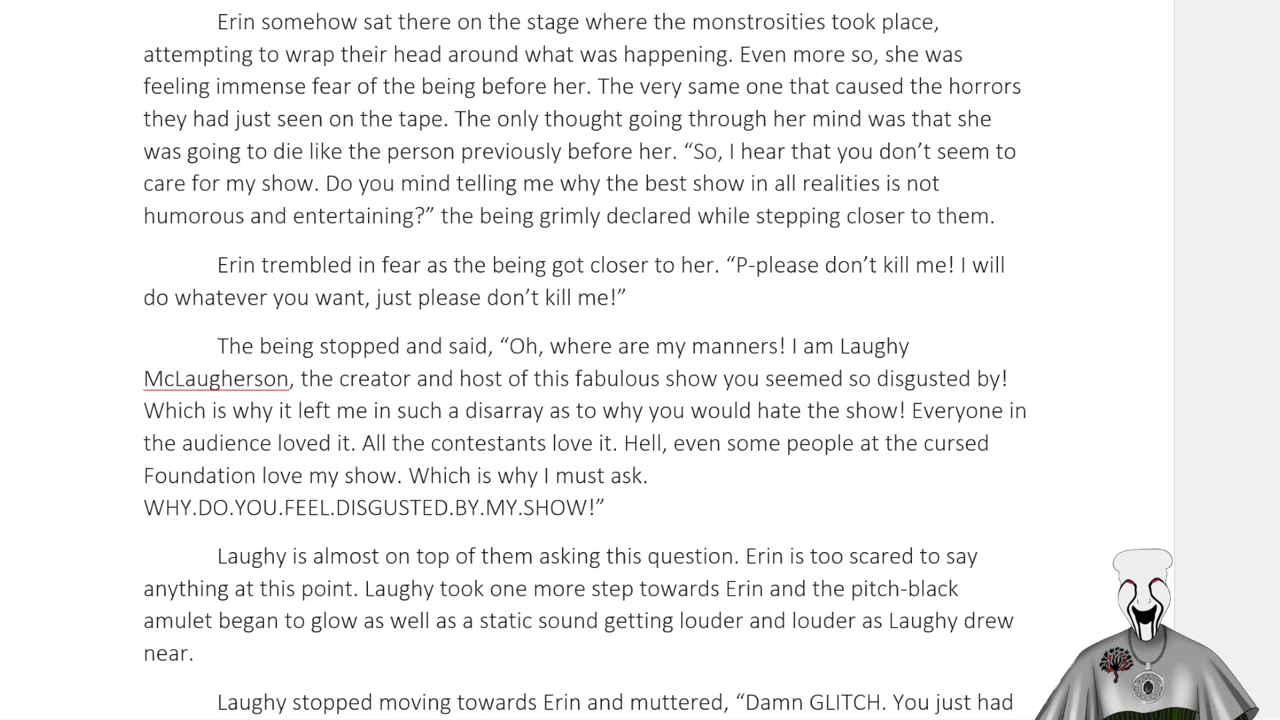 Erin somehow sat there on the stage where the monstrosities took place,
attempting to wrap their head around what was happening. Even more so, she was
feeling immense fear of the being before her. The very same one that caused the horrors
they had just seen on the tape. The only thought going through her mind was that she
was going to die like the person previously before her. “So, I hear that you don’t seem to
care for my show. Do you mind telling me why the best show in all realities is not
humorous and entertaining?” the being grimly declared while stepping closer to them.
Erin trembled in fear as the being got closer to her. “P-please don’t kill me! I will
do whatever you want, just please don’t kill me!”
The being stopped and said, “Oh, where are my manners! I am Laughy
McLaugherson, the creator and host of this fabulous show you seemed so disgusted by!
Which is why it left me in such a disarray as to why you would hate the show! Everyone in
the audience loved it. All the contestants love it. Hell, even some people at the cursed
Foundation love my show. Which is why I must ask.
WHY.DO.YOU.FEEL.DISGUSTED.BY.MY.SHOW!”
Laughy is almost on top of them asking this question. Erin is too scared to say
anything at this point. Laughy took one more step towards Erin and the pitch-black
amulet began to glow as well as a static sound getting louder and louder as Laughy drew
near.
Laughy stopped moving towards Erin and muttered, “Damn GLITCH. You just had